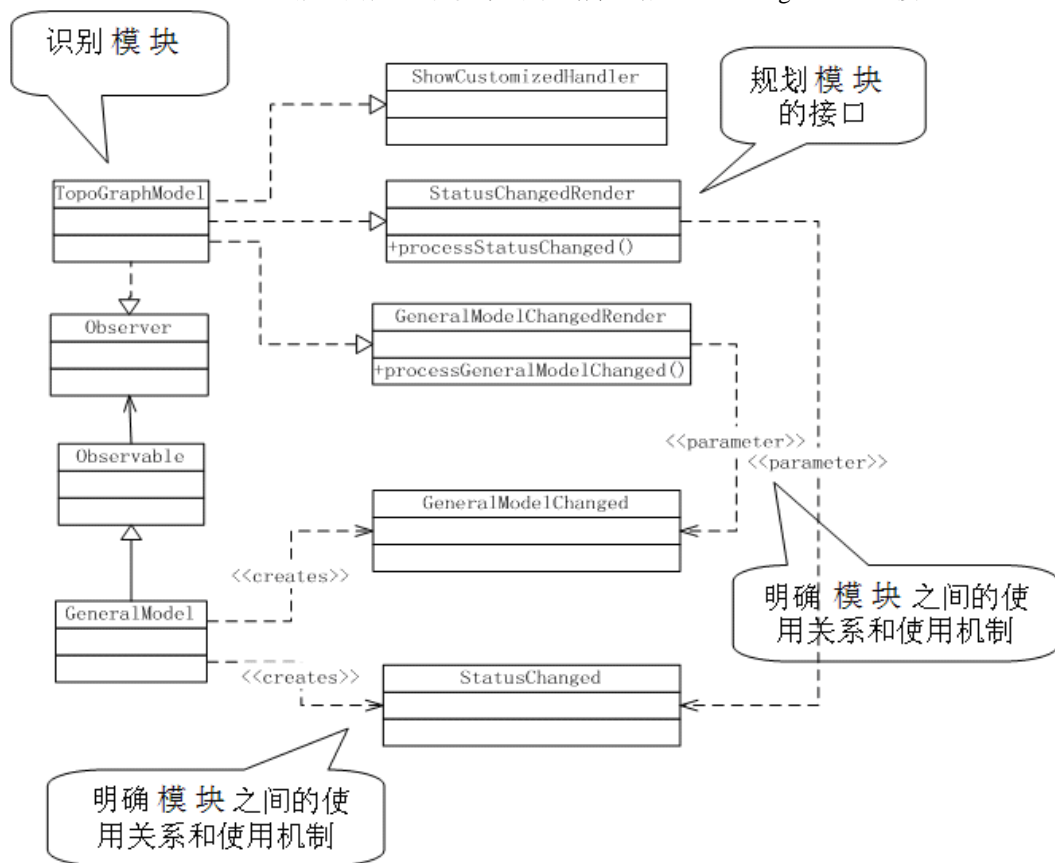 识别模块
ShowCustomizedHandler
规划模块
的接口
TopoGraphModel
StatusChangedRender
+processStatusChanged()
Observer
GeneralModelChangedRender
+processGeneralModelChanged()
Observable
<<parameter>>
<<parameter>>
GeneralModelChanged
<<creates>>
GeneralModel
明确模块之间的使
用关系和使用机制
<<creates>>
StatusChanged
明确模块之间的使
用关系和使用机制